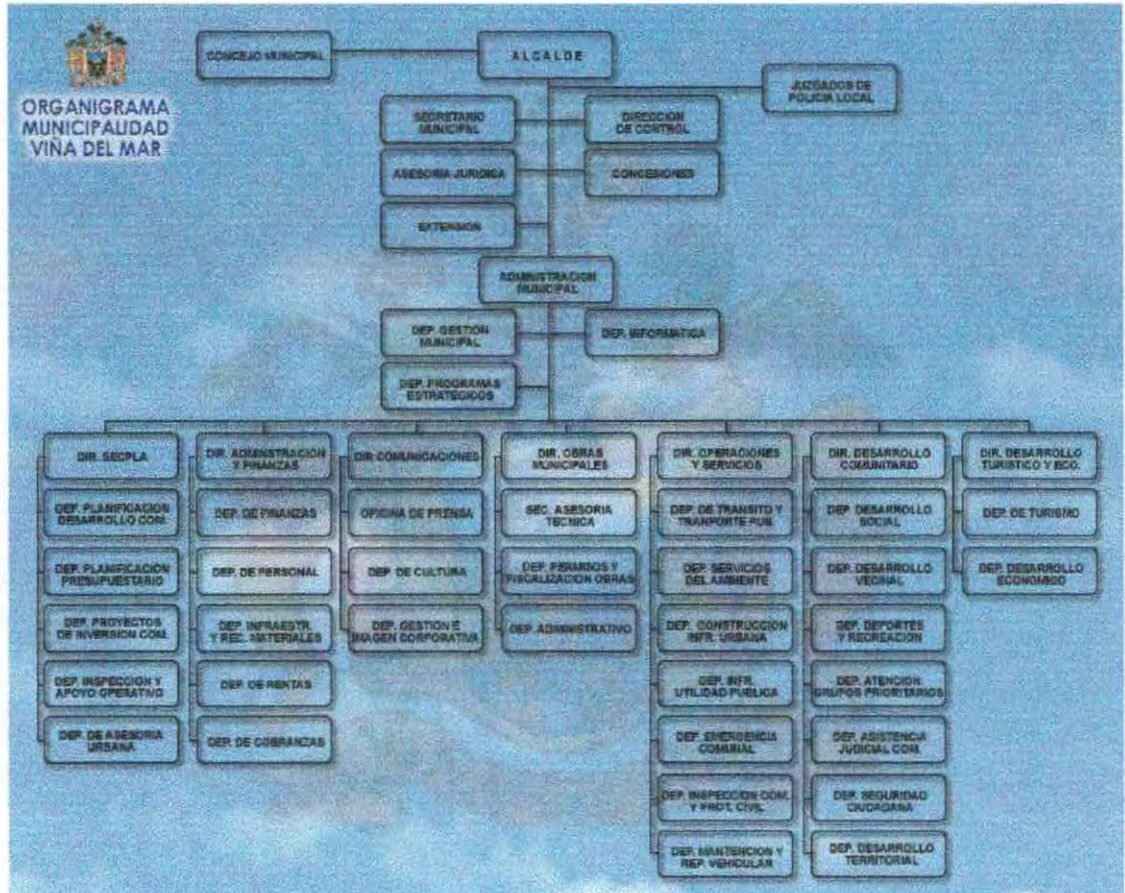 ORGANIGRAMA
MUNICIPALIDAD
VIÑA DEL MAR
CONCEJO MUNICIPAL
ALCALDE
JUZGADOS DE
POLICIA LOCAL
SECRETARIO
MUNICIPAL
DIRECCION
DE CONTROL
ASESORIA JURIDICA
CONCESIONES
EXTENSION
ADMINISTRACION
MUNICIPAL
DEP. GESTION
MUNICIPAL
DEP. INFORMATICA
DEP. PROGRAMAS
ESTRATEGICOS
DIR. SECPLA
DEP. PLANIFICACION
DESARROLLO COM.
DEP. PLANIFICACION
PRESUPUESTARIO
DEP. PROYECTOS
DE INVERSION COM.
DEP. INSPECCION Y
APOYO OPERATIVO
DEP. DE ASESORIA
URBANA
DIR. ADMINISTRACION
Y FINANZAS
DEP. DE FINANZAS
DEP. DE PERSONAL
DEP. INFRAESTR.
Y REC. MATERIALES
DEP. DE RENTAS
DEP. DE COBRANZAS
DIR. COMUNICACIONES
OFICINA DE PRENSA
DEP. DE CULTURA
DEP. GESTION E
IMAGEN CORPORATIVA
DIR. OBRAS
MUNICIPALES
SEC. ASESORIA
TECNICA
DEP. PERMISOS Y
FISCALIZACION OBRAS
DEP. ADMINISTRATIVO
DIR. OPERACIONES
Y SERVICIOS
DEP. DE TRANSITO Y
TRANPORTE PUB.
DEP. SERVICIOS
DEL AMBIENTE
DEP. CONSTRUCCION
INFR. URBANA
DEP. INFR.
UTILIDAD PUBLICA
DEP. EMERGENCIA
COMUNAL
DEP. INSPECCION COM.
Y PROT. CIVIL
DEP. MANTENCION Y
REP. VEHICULAR
DIR. DESARROLLO
COMUNITARIO
DEP. DESARROLLO
SOCIAL
DEP. DESARROLLO
VECINAL
DEP. DEPORTES
Y RECREACION
DEP. ATENCION
GRUPOS PRIORITARIOS
DEP. ASISTENCIA
JUDICIAL COM.
DEP. SEGURIDAD
CIUDADANA
DEP. DESARROLLO
TERRITORIAL
DIR. DESARROLLO
TURISTICO Y ECO.
DEP. DE TURISMO
DEP. DESARROLLO
ECONOMICO